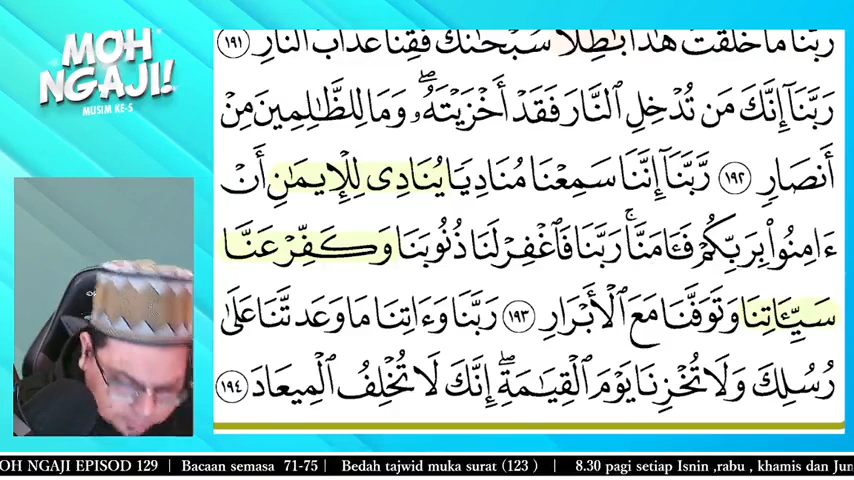 MOH
NGAJI!
MUSIM KE-5
رَبَّنَا مَا خَلَقْتَ هَٰذَا بَٰطِلًا سُبْحَٰنَكَ فَقِنَا عَذَابَ النَّارِ ١٩١
رَبَّنَآ إِنَّكَ مَن تُدْخِلِ ٱلنَّارَ فَقَدْ أَخْزَيْتَهُۥۖ وَمَا لِلظَّٰلِمِينَ مِنْ
أَنصَارٍ ١٩٢ رَّبَّنَآ إِنَّنَا سَمِعْنَا مُنَادِيًا يُنَادِى لِلْإِيمَٰنِ أَنْ
ءَامِنُوا۟ بِرَبِّكُمْ فَـَٔامَنَّاۚ رَبَّنَا فَٱغْفِرْ لَنَا ذُنُوبَنَا وَكَفِّرْ عَنَّا
سَيِّـَٔاتِنَا وَتَوَفَّنَا مَعَ ٱلْأَبْرَارِ ١٩٣ رَبَّنَا وَءَاتِنَا مَا وَعَدتَّنَا عَلَىٰ
رُسُلِكَ وَلَا تُخْزِنَا يَوْمَ ٱلْقِيَٰمَةِۖ إِنَّكَ لَا تُخْلِفُ ٱلْمِيعَادَ ١٩٤
OH NGAJI EPISOD 129 | Bacaan semasa 71-75 | Bedah tajwid muka surat (123 ) | 8.30 pagi setiap Isnin ,rabu , khamis dan Jum